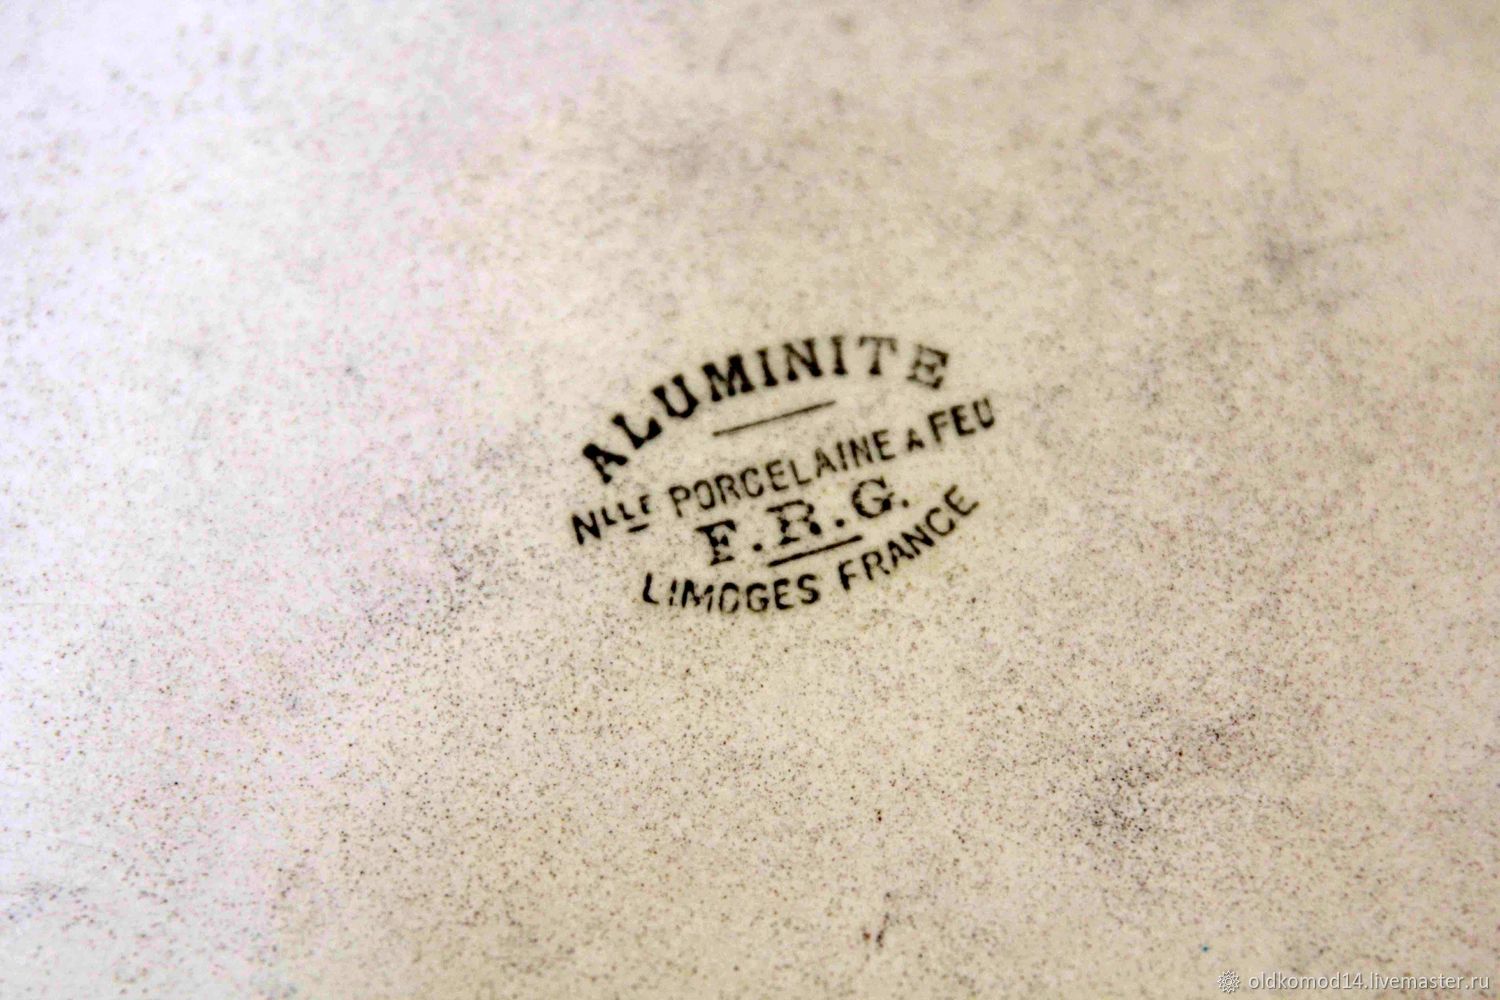 ALUMINITE
NLLE PORCELAINE A FEU
F.R.G.
LIMOGES FRANCE
oldkomod14.livemaster.ru